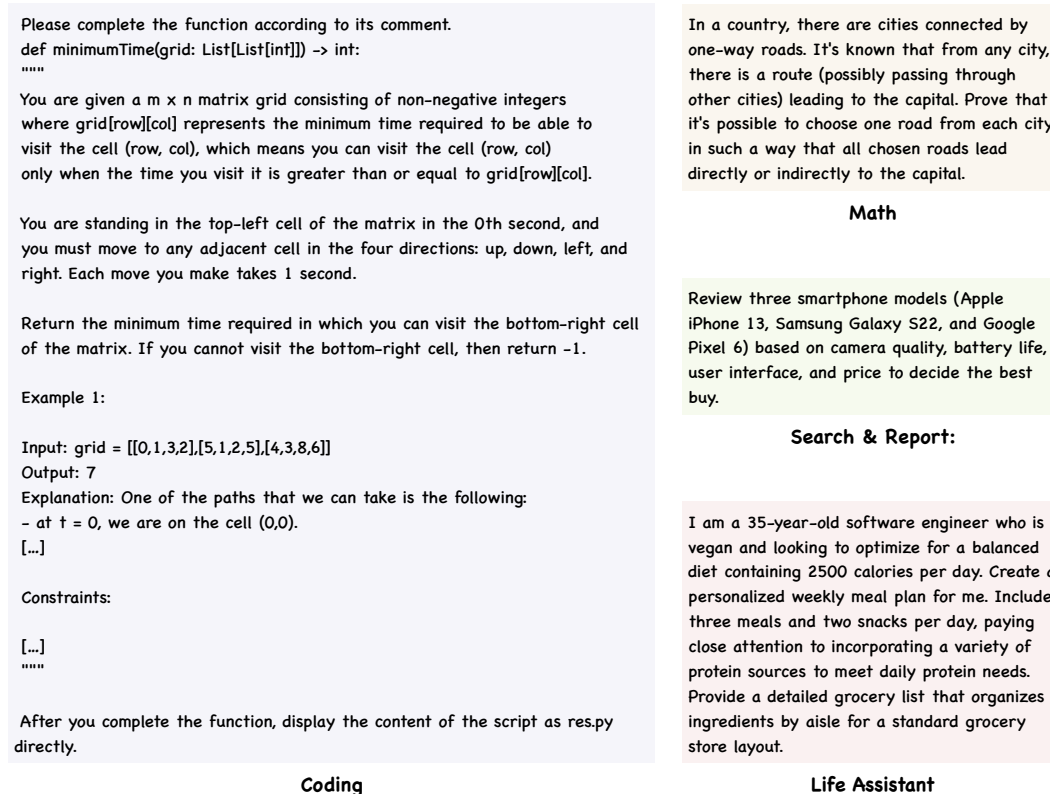 Please complete the function according to its comment.
def minimumTime(grid: List[List[int]]) -> int:
"""
You are given a m x n matrix grid consisting of non-negative integers
where grid[row][col] represents the minimum time required to be able to
visit the cell (row, col), which means you can visit the cell (row, col)
only when the time you visit it is greater than or equal to grid[row][col].
You are standing in the top-left cell of the matrix in the 0th second, and
you must move to any adjacent cell in the four directions: up, down, left, and
right. Each move you make takes 1 second.
Return the minimum time required in which you can visit the bottom-right cell
of the matrix. If you cannot visit the bottom-right cell, then return -1.
Example 1:
Input: grid = [[0,1,3,2],[5,1,2,5],[4,3,8,6]]
Output: 7
Explanation: One of the paths that we can take is the following:
- at t = 0, we are on the cell (0,0).
[...]
Constraints:
[...]
"""
After you complete the function, display the content of the script as res.py
directly.
Coding
In a country, there are cities connected by
one-way roads. It's known that from any city,
there is a route (possibly passing through
other cities) leading to the capital. Prove that
it's possible to choose one road from each city
in such a way that all chosen roads lead
directly or indirectly to the capital.
Math
Review three smartphone models (Apple
iPhone 13, Samsung Galaxy S22, and Google
Pixel 6) based on camera quality, battery life,
user interface, and price to decide the best
buy.
Search & Report:
I am a 35-year-old software engineer who is
vegan and looking to optimize for a balanced
diet containing 2500 calories per day. Create
personalized weekly meal plan for me. Include
three meals and two snacks per day, paying
close attention to incorporating a variety of
protein sources to meet daily protein needs.
Provide a detailed grocery list that organizes
ingredients by aisle for a standard grocery
store layout.
Life Assistant